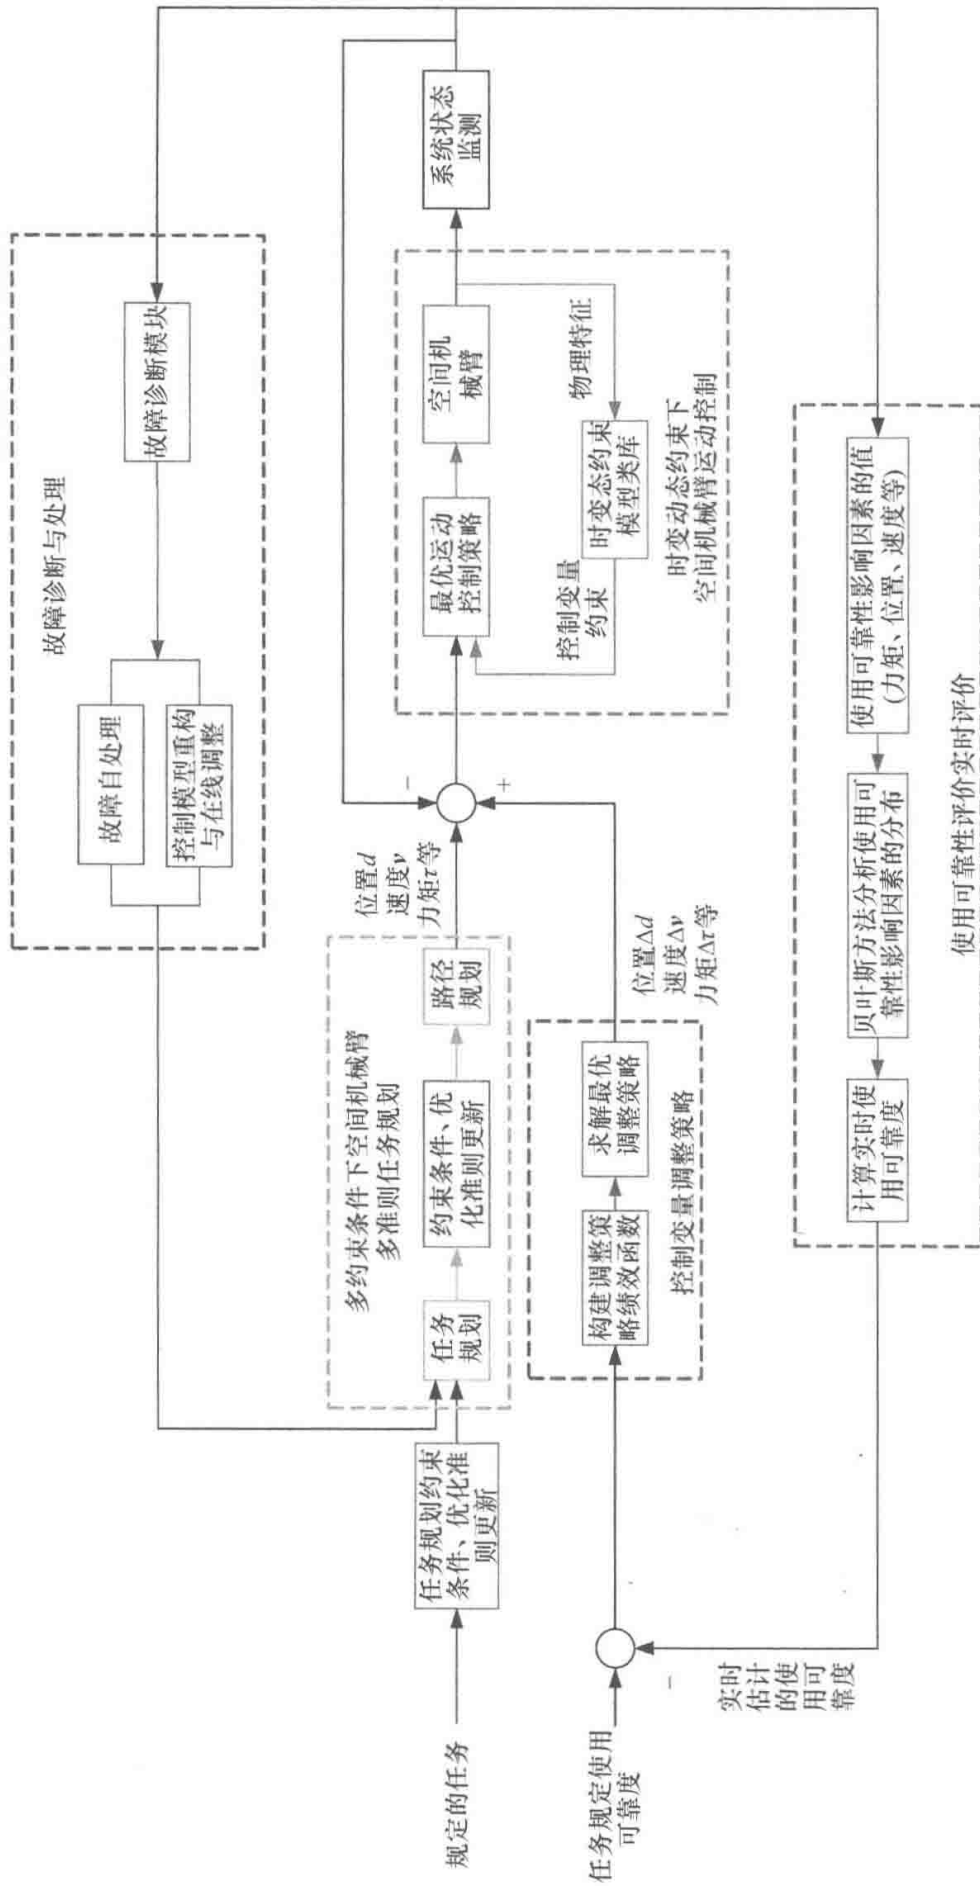 故障诊断与处理
故障自处理
控制模型重构
与在线调整
故障诊断模块
规定的任务
任务规划约束
条件、优化准
则更新
多约束条件下空间机械臂
多准则任务规划
任务
规划
约束条件、优
化准则更新
路径
规划
位置d
速度v
力矩τ等
－
+
最优运动
控制策略
空间机
械臂
系统状态
监测
控制变量
约束
物理特征
时变态约束
模型类库
时变动态约束下
空间机械臂运动控制
任务规定使用
可靠度
－
构建调整策
略绩效函数
求解最优
调整策略
控制变量调整策略
位置Δd
速度Δv
力矩Δτ等
实时
估计
的使
用可
靠度
计算实时使
用可靠度
贝叶斯方法分析使用可
靠性影响因素的分布
使用可靠性影响因素的值
(力矩、位置、速度等)
使用可靠性评价实时评价